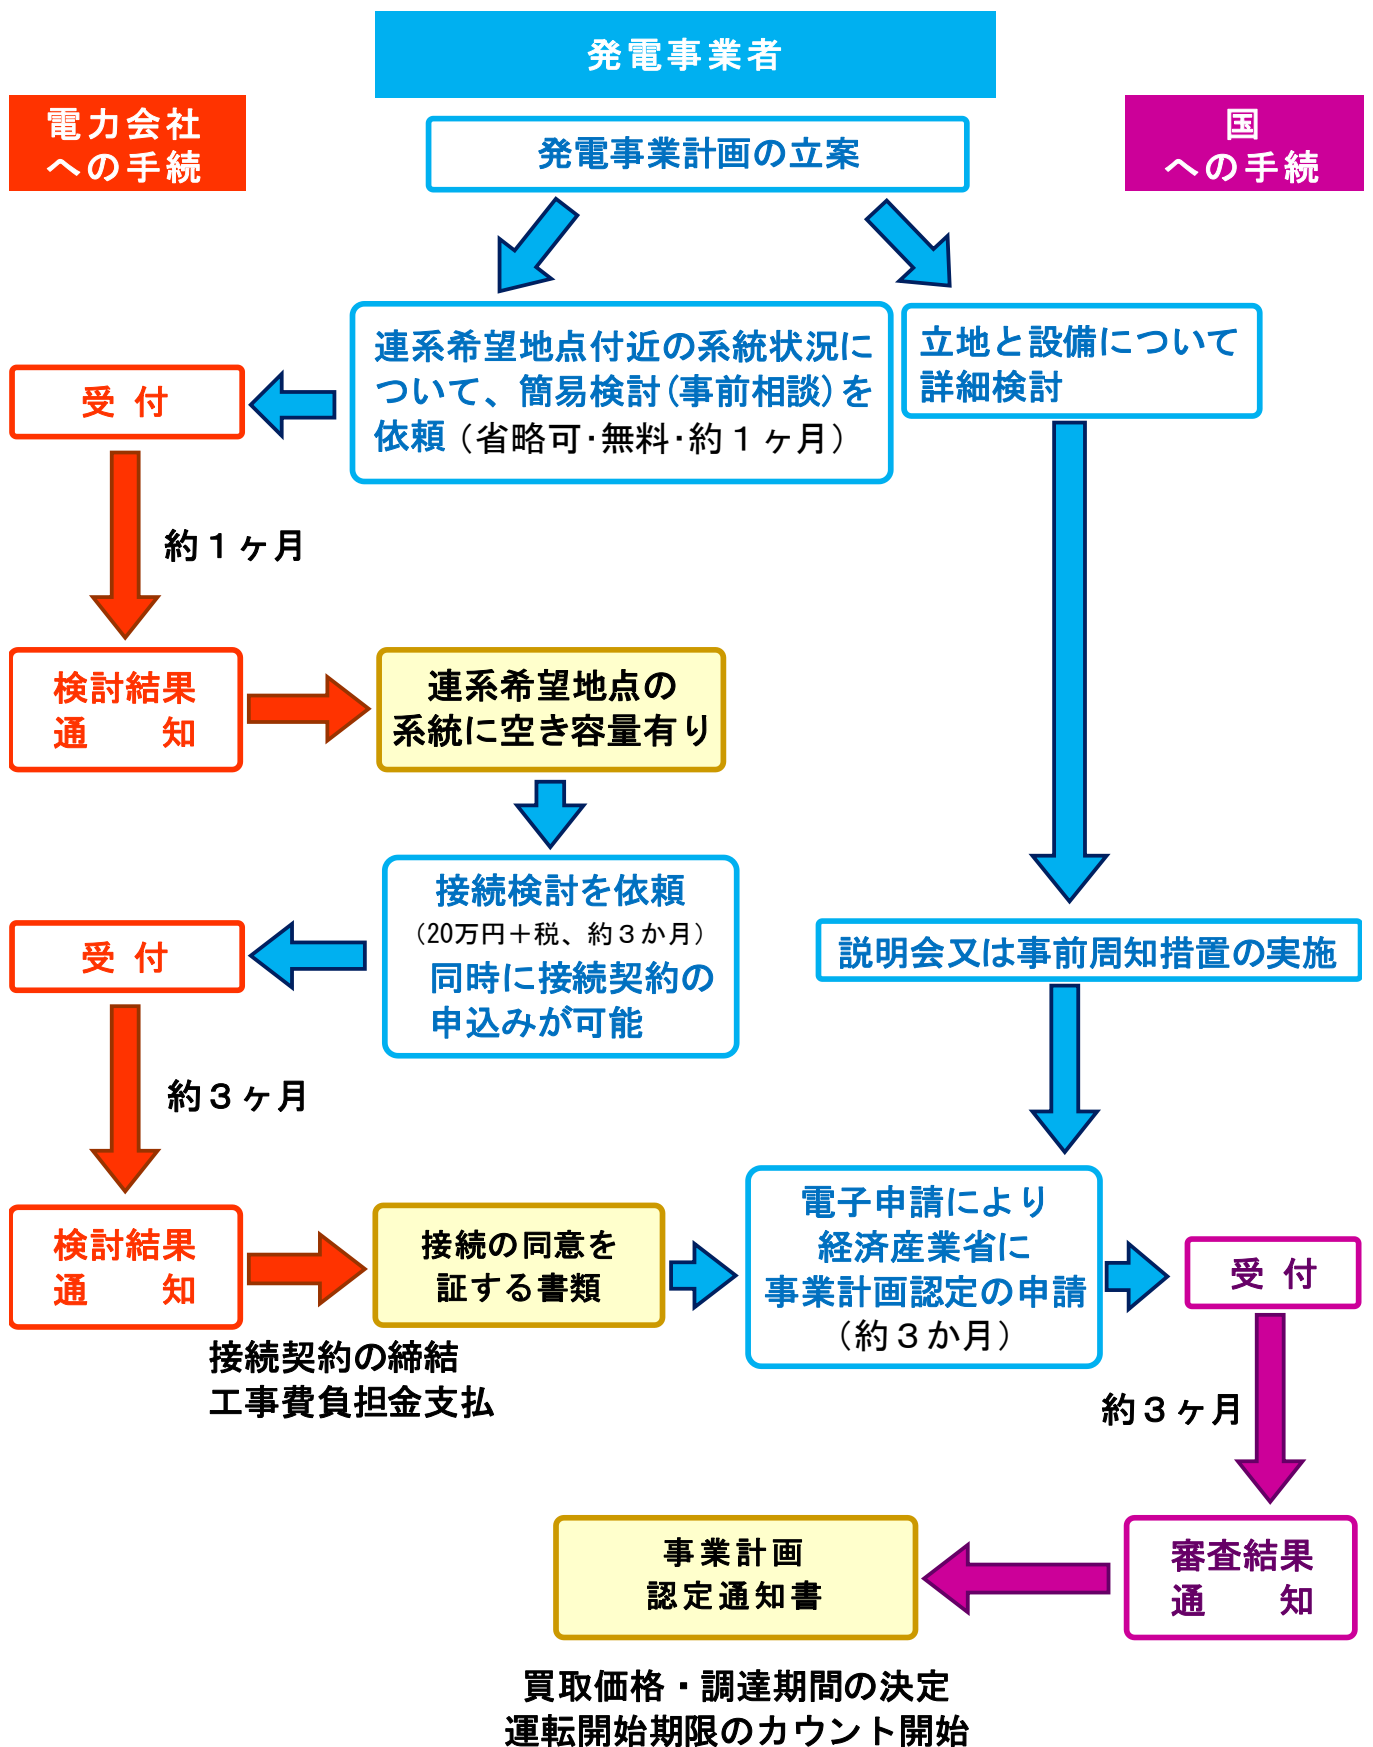 発電事業者
電力会社
への手続
国
への手続
発電事業計画の立案
連系希望地点付近の系統状況に
ついて、簡易検討(事前相談)を
依頼（省略可･無料･約１ヶ月）
立地と設備について
詳細検討
受 付
約１ヶ月
検討結果
通　　知
連系希望地点の
系統に空き容量有り
接続検討を依頼
（20万円＋税、約３か月）
同時に接続契約の
申込みが可能
受 付
説明会又は事前周知措置の実施
約３ヶ月
検討結果
通　　知
接続の同意を
証する書類
接続契約の締結
工事費負担金支払
電子申請により
経済産業省に
事業計画認定の申請
（約３か月）
受 付
約３ヶ月
審査結果
通　　知
事業計画
認定通知書
買取価格・調達期間の決定
運転開始期限のカウント開始